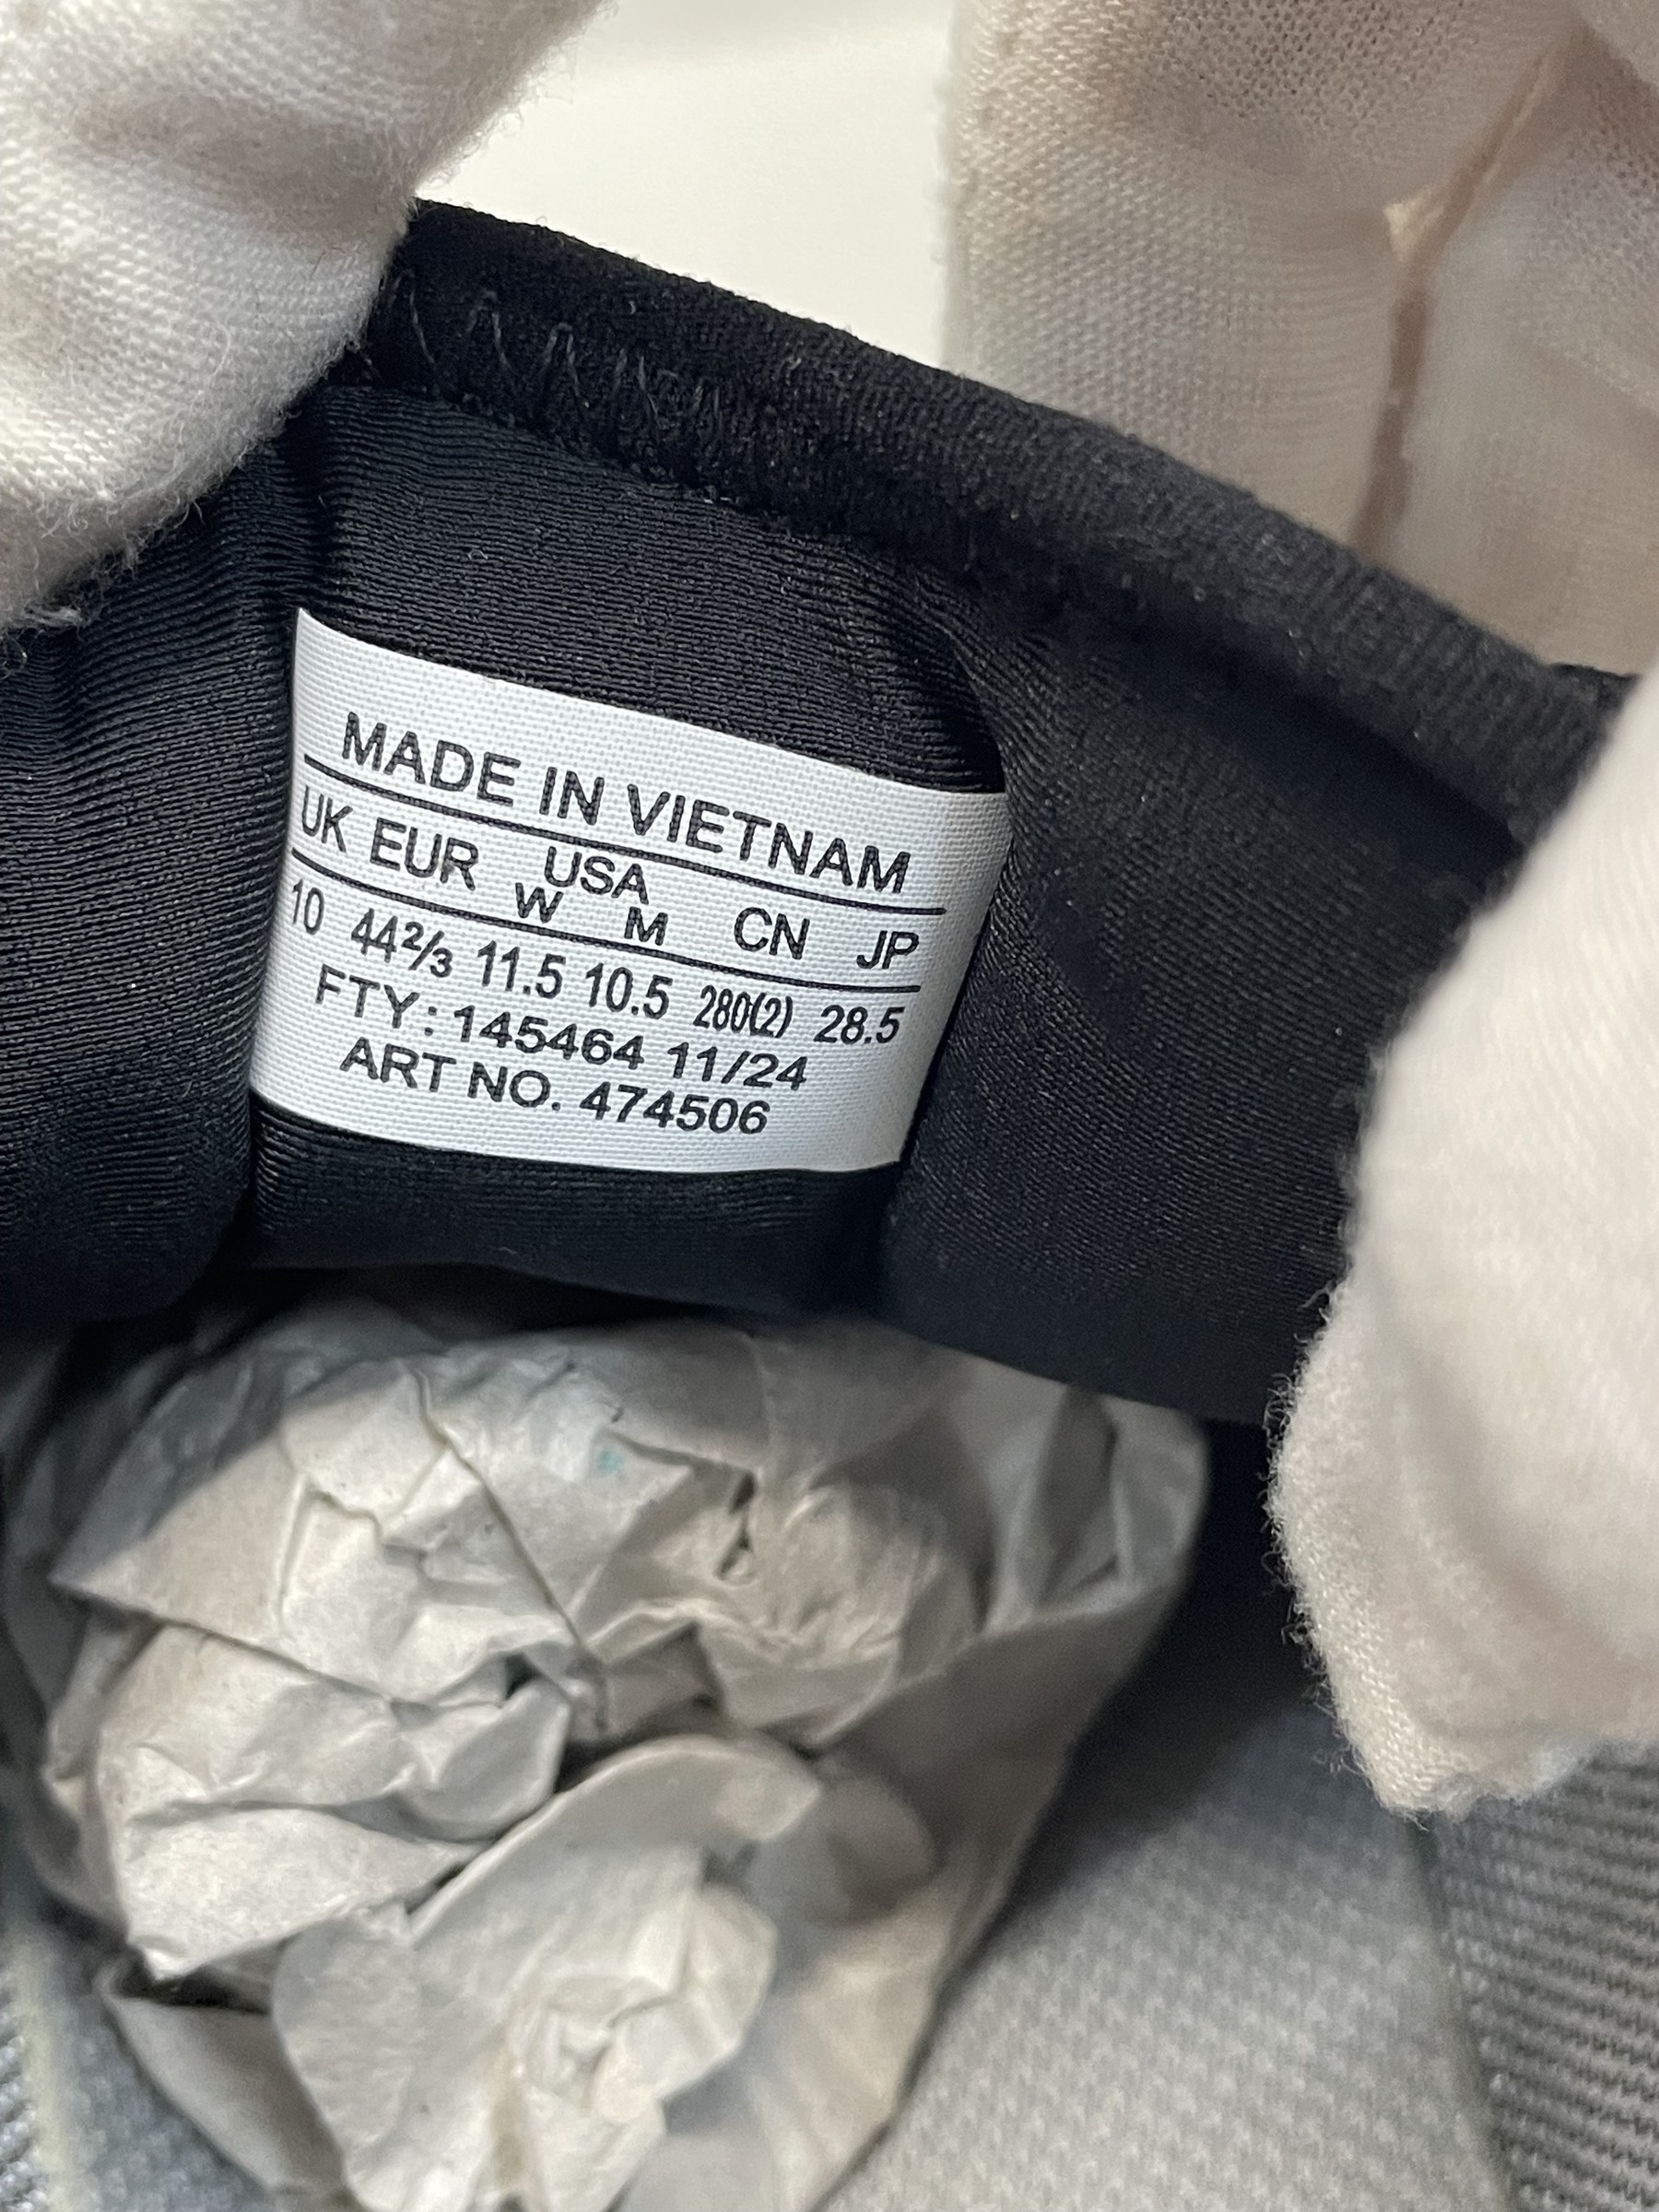 MADE IN VIETNAM
UK EUR USA CN JP
W M
10 44⅔ 11.5 10.5 280(2) 28.5
FTY: 145464 11/24
ART NO. 474506